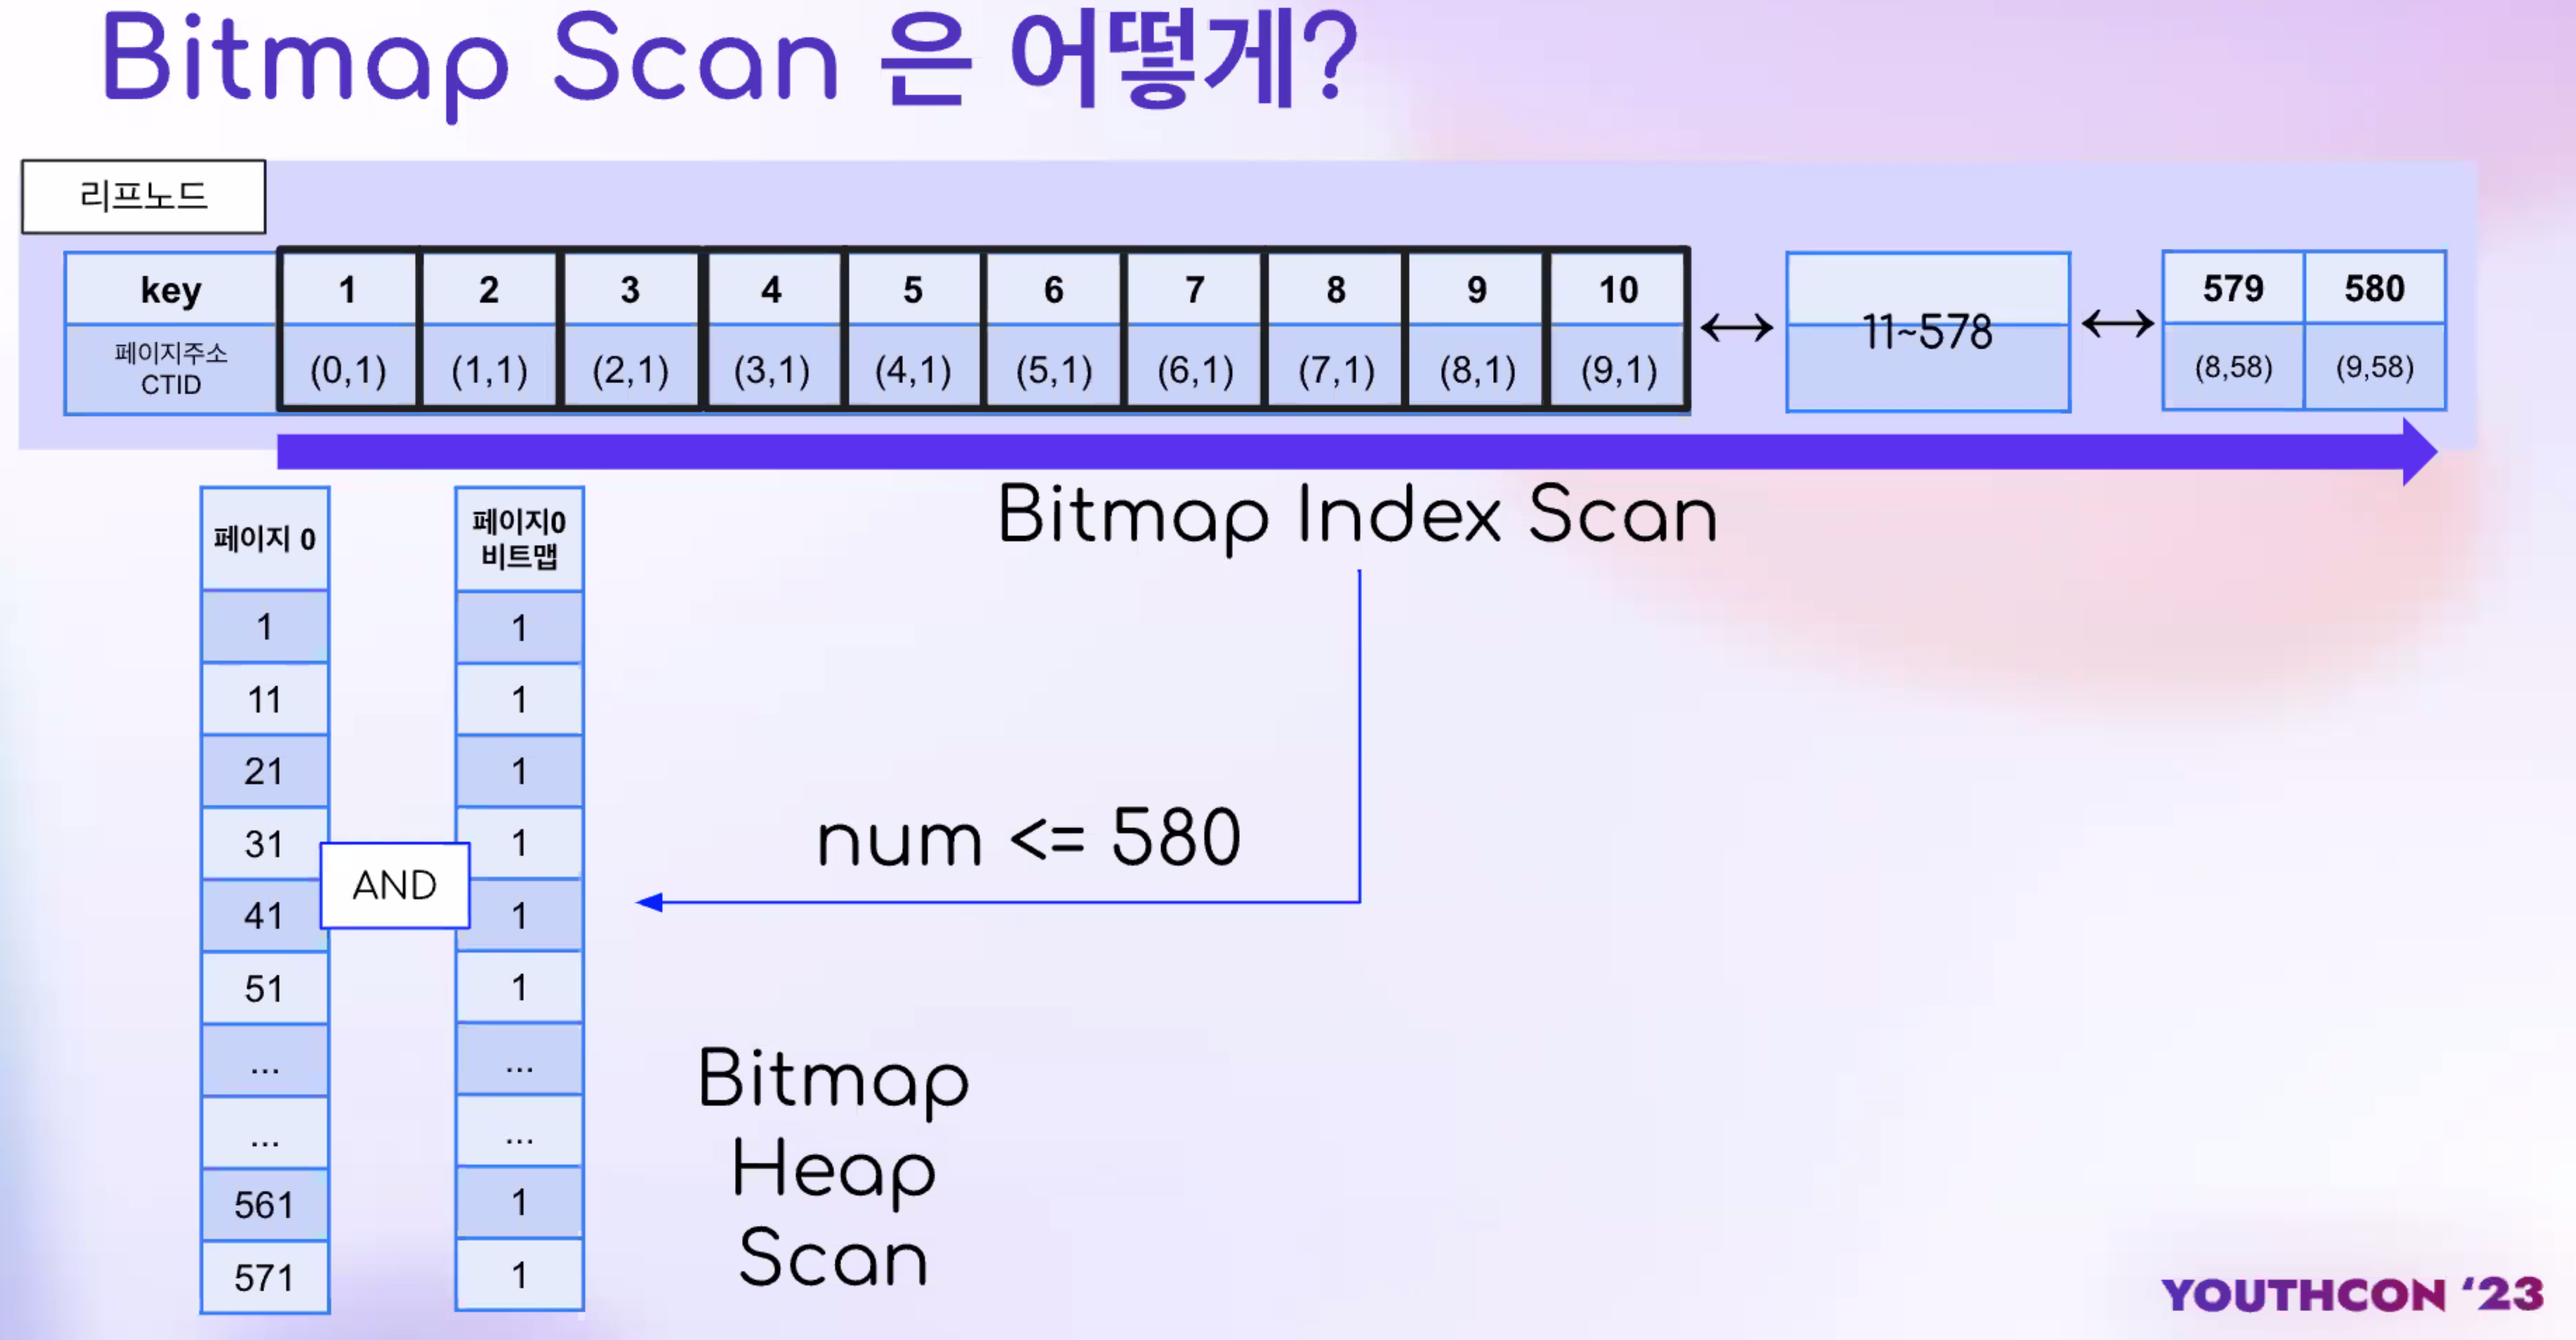 Bitmap Scan 은 어떻게?
리프노드
key 1 2 3 4 5 6 7 8 9 10
페이지주소
CTID
(0,1) (1,1) (2,1) (3,1) (4,1) (5,1) (6,1) (7,1) (8,1) (9,1)
11~578
579 580
(8,58) (9,58)
Bitmap Index Scan
페이지 0
1
11
21
31
41
51
...
...
561
571
AND
페이지0
비트맵
1
1
1
1
1
1
...
...
1
1
num <= 580
Bitmap
Heap
Scan
YOUTHCON ‘23